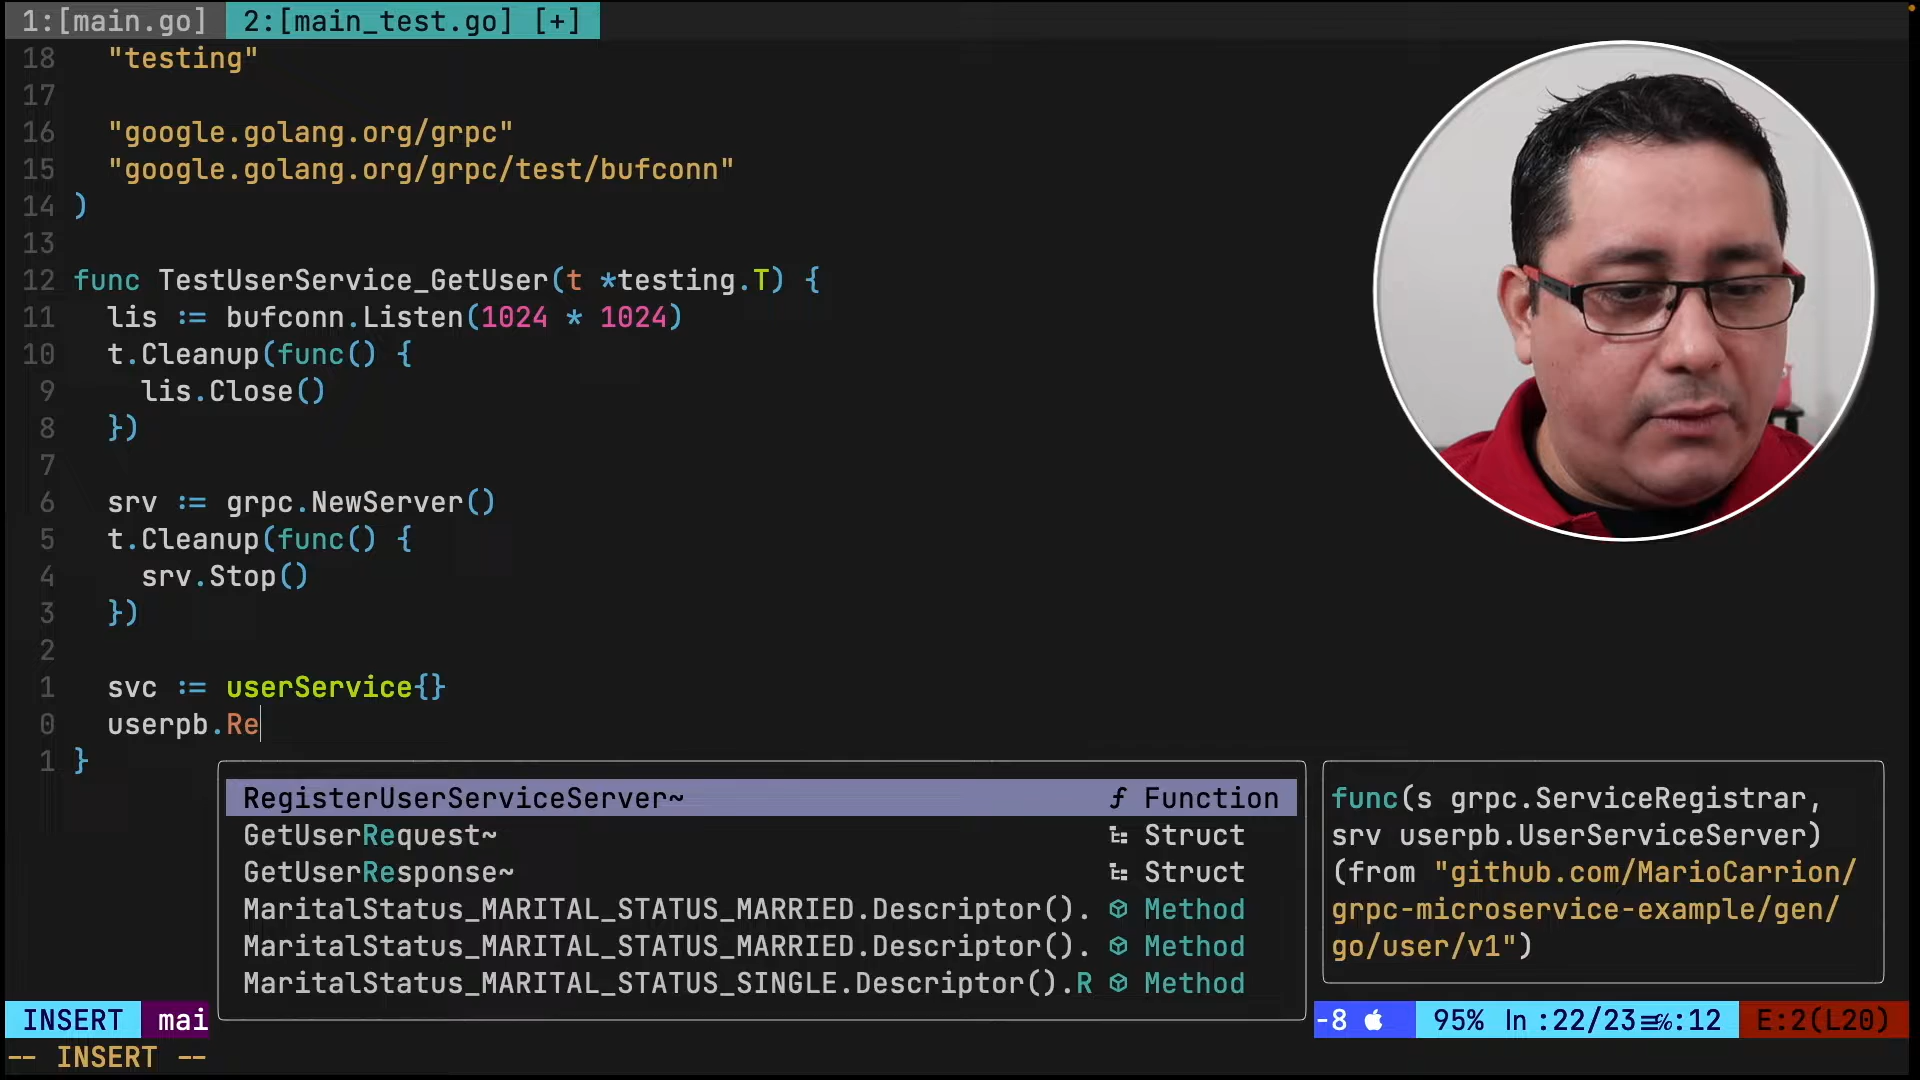 1:[main.go] 2:[main_test.go] [+]
18 "testing"
17
16 "google.golang.org/grpc"
15 "google.golang.org/grpc/test/bufconn"
14 )
13
12 func TestUserService_GetUser(t *testing.T) {
11 lis := bufconn.Listen(1024 * 1024)
10 t.Cleanup(func() {
9 lis.Close()
8 })
7
6 srv := grpc.NewServer()
5 t.Cleanup(func() {
4 srv.Stop()
3 })
2
1 svc := userService{}
0 userpb.Re
1 }
RegisterUserServiceServer~ ƒ Function
GetUserRequest~ Struct
GetUserResponse~ Struct
MaritalStatus_MARITAL_STATUS_MARRIED.Descriptor(). Method
MaritalStatus_MARITAL_STATUS_MARRIED.Descriptor(). Method
MaritalStatus_MARITAL_STATUS_SINGLE.Descriptor().R Method
func(s grpc.ServiceRegistrar,
srv userpb.UserServiceServer)
(from "github.com/MarioCarrion/
grpc-microservice-example/gen/
go/user/v1")
INSERT mai -8 95% ln :22/23≡%:12 E:2(L20)
-- INSERT --